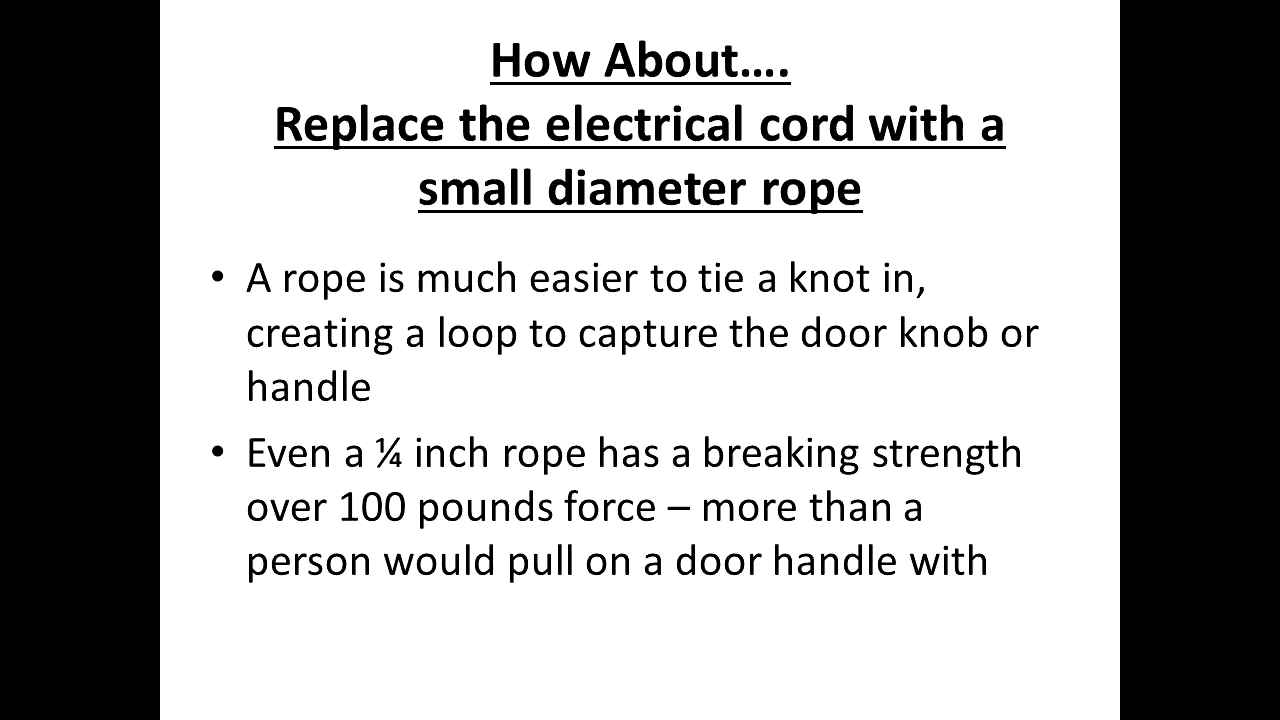 How About….
Replace the electrical cord with a
small diameter rope
• A rope is much easier to tie a knot in,
creating a loop to capture the door knob or
handle
• Even a ¼ inch rope has a breaking strength
over 100 pounds force – more than a
person would pull on a door handle with